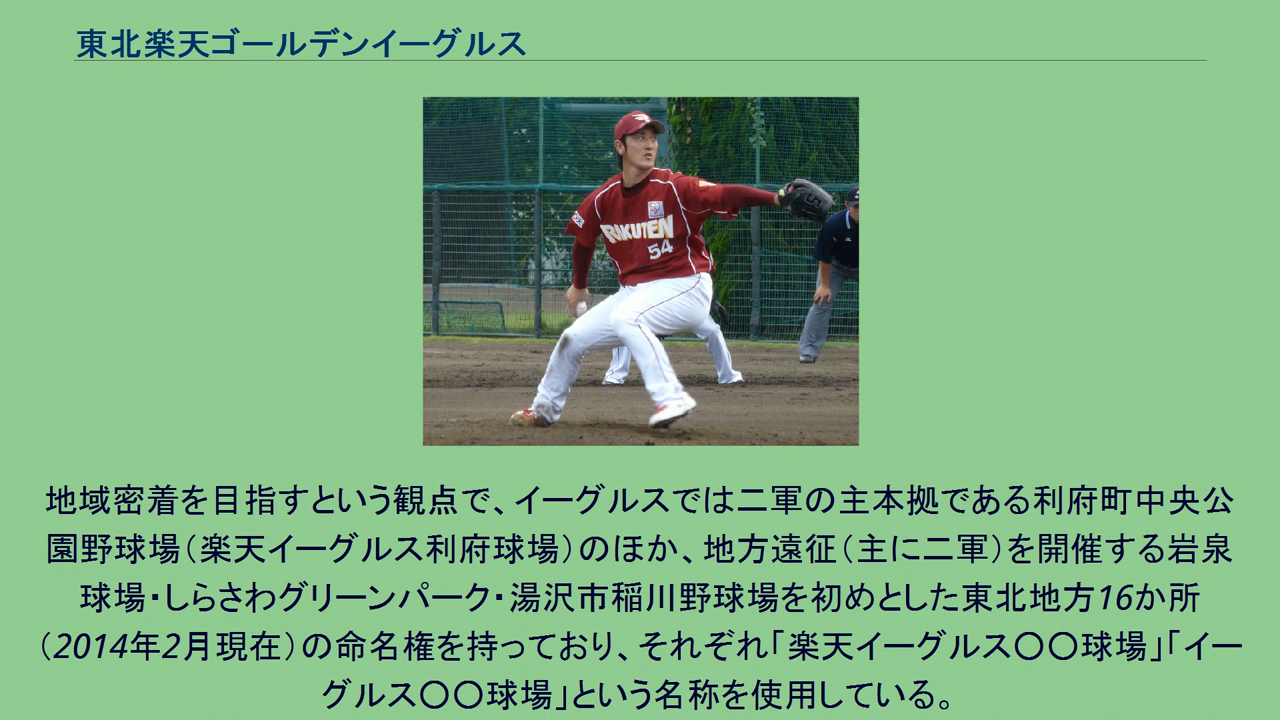 東北楽天ゴールデンイーグルス
RIKUTEN
54
地域密着を目指すという観点で、イーグルスでは二軍の主本拠である利府町中央公
園野球場（楽天イーグルス利府球場）のほか、地方遠征（主に二軍）を開催する岩泉
球場・しらさわグリーンパーク・湯沢市稲川野球場を初めとした東北地方16か所
（2014年2月現在）の命名権を持っており、それぞれ「楽天イーグルス〇〇球場」「イー
グルス〇〇球場」という名称を使用している。